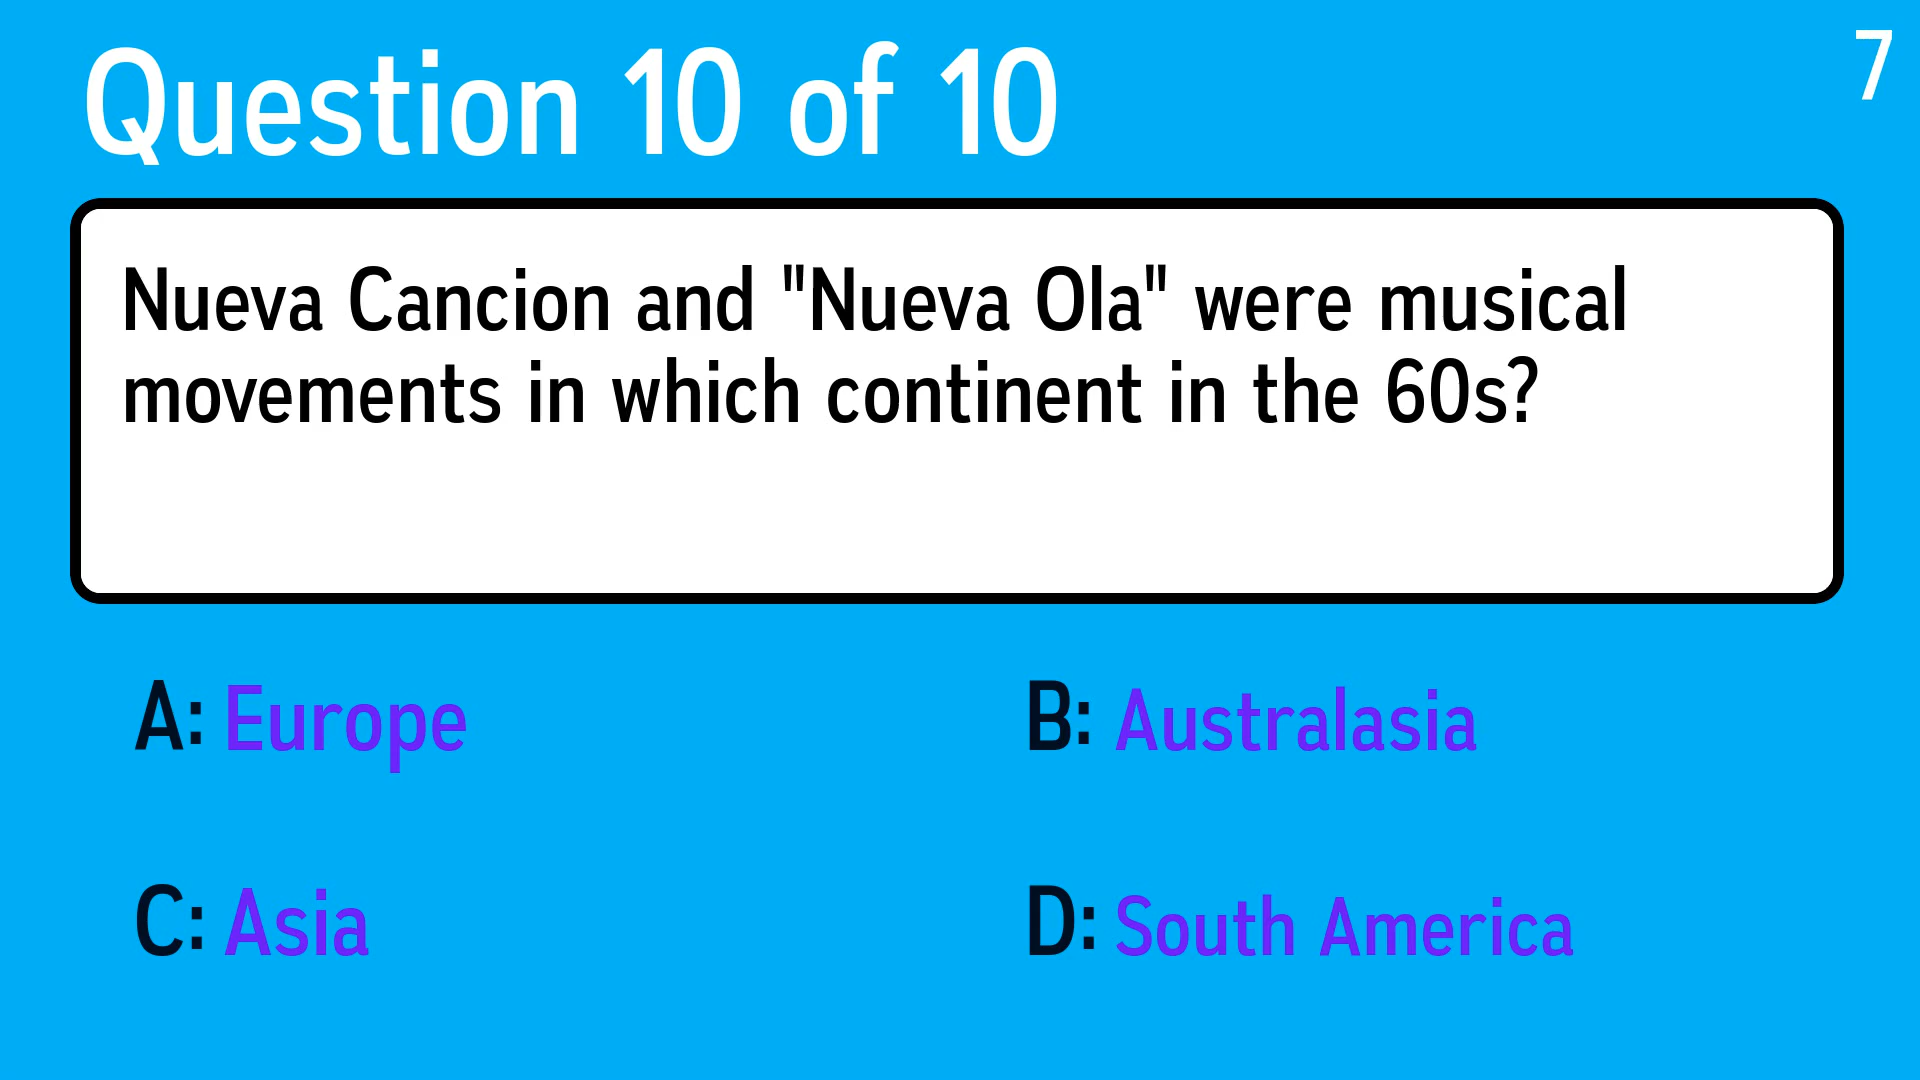 Question 10 of 10
7
Nueva Cancion and "Nueva Ola" were musical
movements in which continent in the 60s?
A: Europe
B: Australasia
C: Asia
D: South America